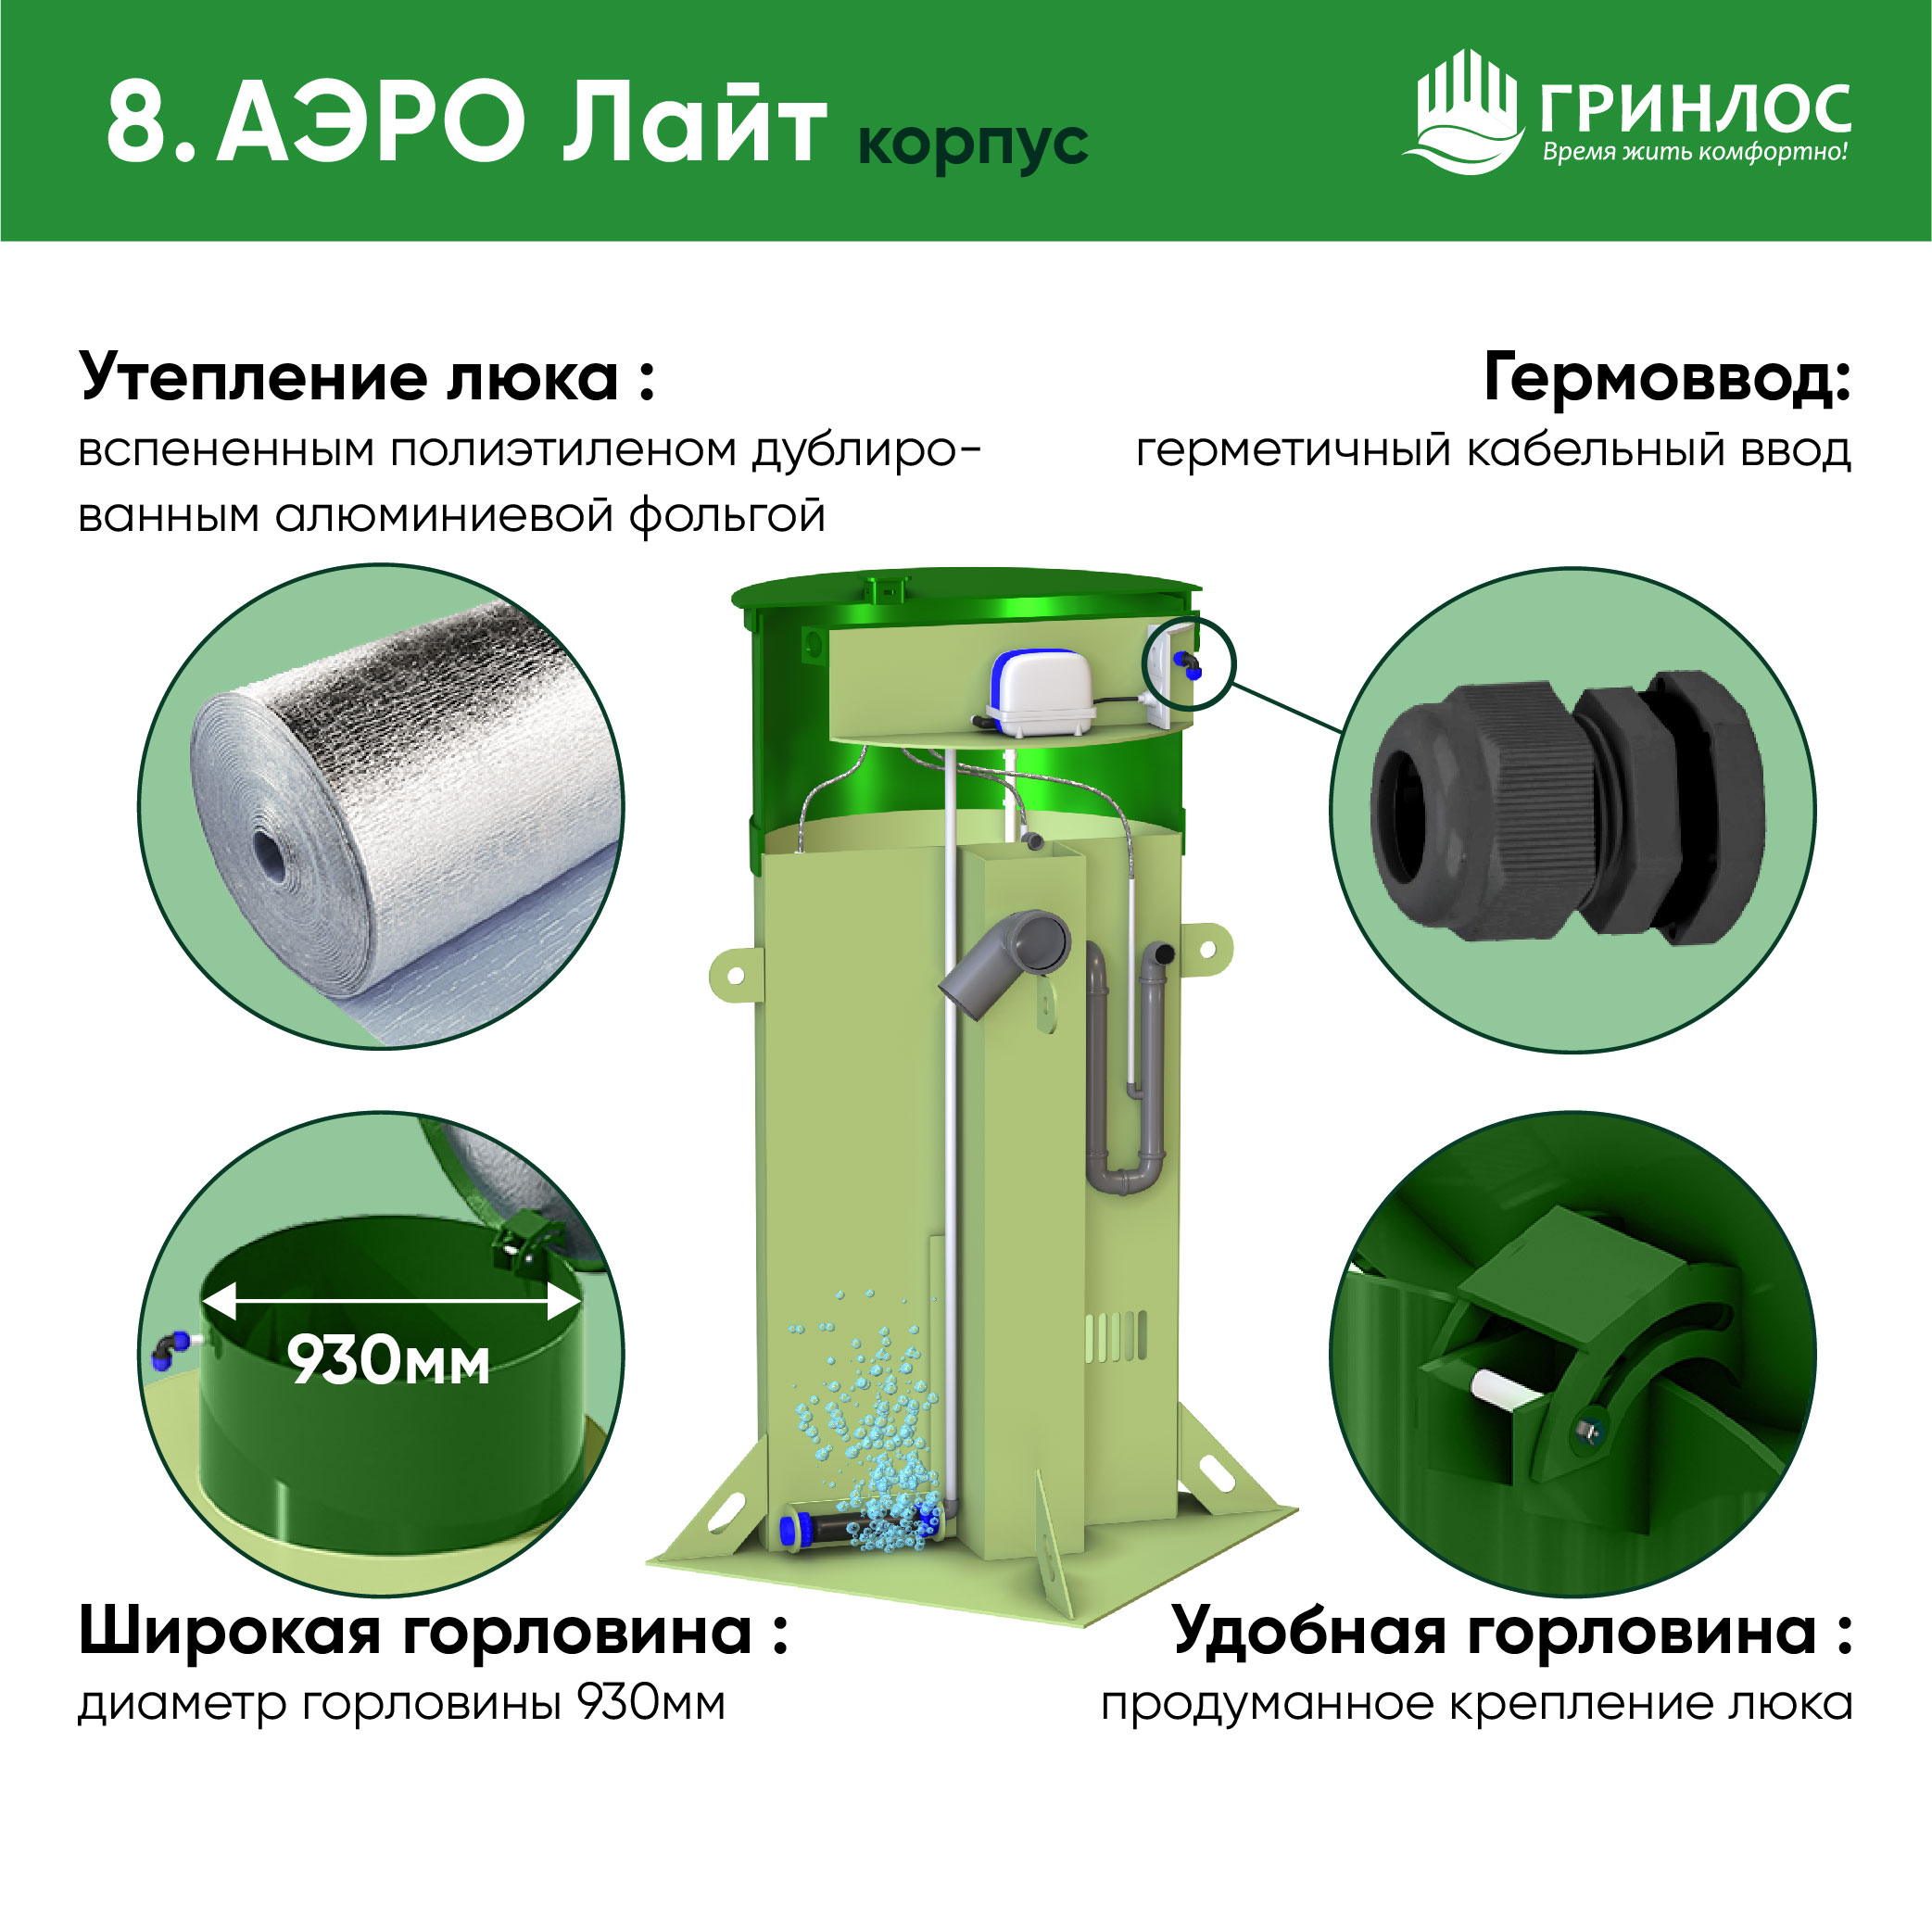 8. АЭРО Лайт корпус
ГРИНЛОС
Время жить комфортно!
Утепление люка :
вспененным полиэтиленом дублиро-
ванным алюминиевой фольгой
Гермоввод:
герметичный кабельный ввод
930мм
Широкая горловина :
диаметр горловины 930мм
Удобная горловина :
продуманное крепление люка